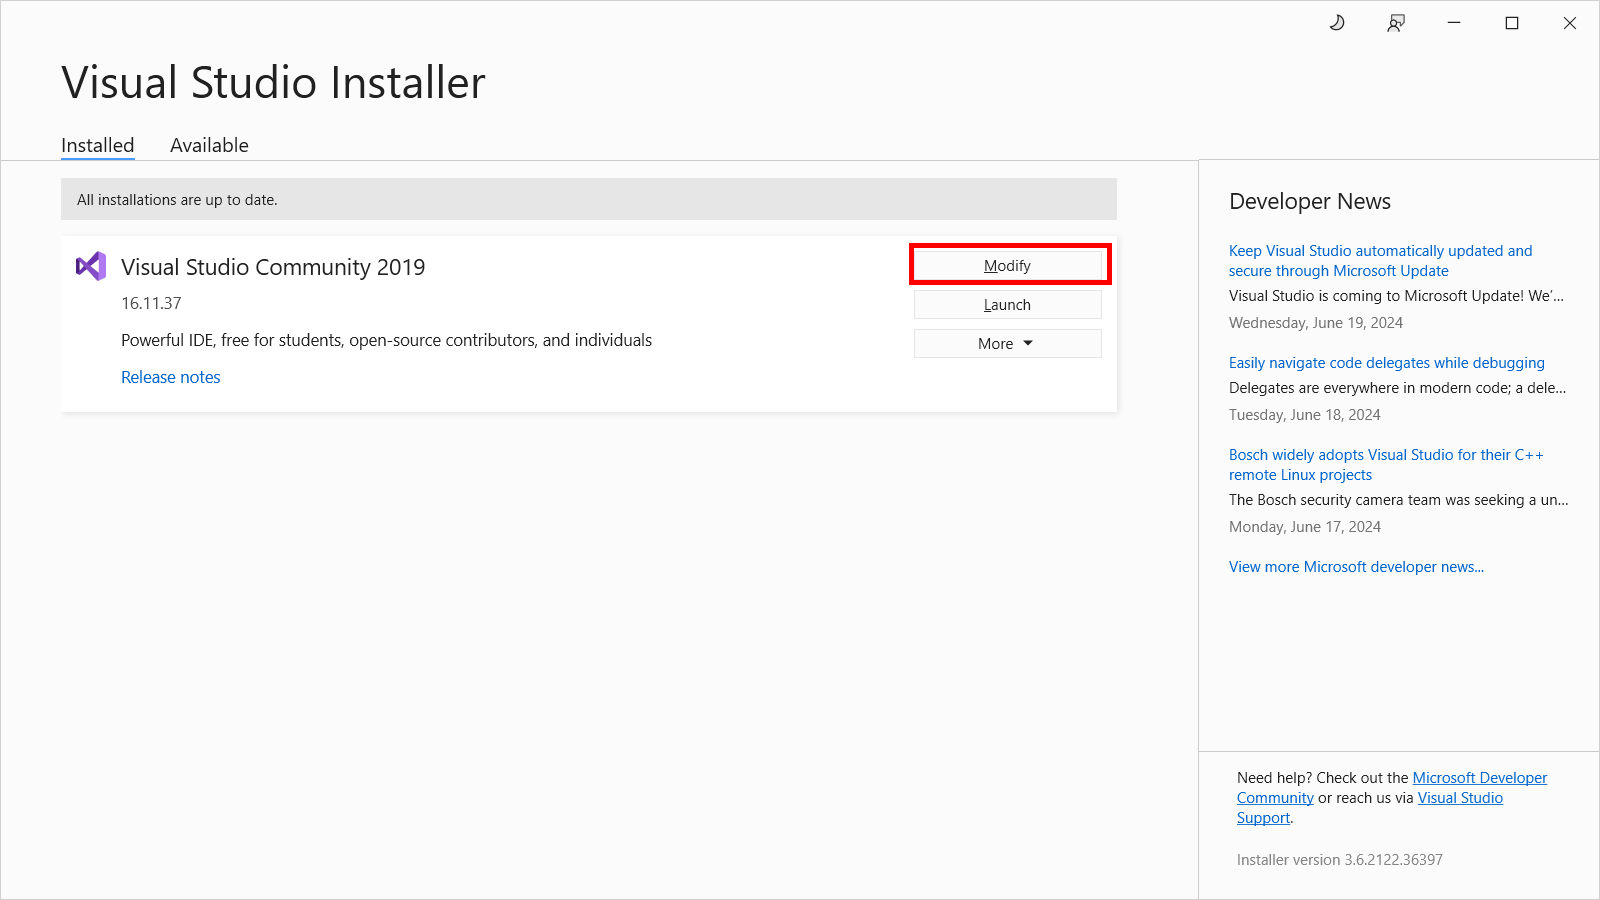 Visual Studio Installer
Installed
Available
All installations are up to date.
Visual Studio Community 2019
16.11.37
Powerful IDE, free for students, open-source contributors, and individuals
Release notes
Modify
Launch
More
Developer News
Keep Visual Studio automatically updated and
secure through Microsoft Update
Visual Studio is coming to Microsoft Update! We’...
Wednesday, June 19, 2024
Easily navigate code delegates while debugging
Delegates are everywhere in modern code; a dele...
Tuesday, June 18, 2024
Bosch widely adopts Visual Studio for their C++
remote Linux projects
The Bosch security camera team was seeking a un...
Monday, June 17, 2024
View more Microsoft developer news...
Need help? Check out the Microsoft Developer
Community or reach us via Visual Studio
Support.
Installer version 3.6.2122.36397